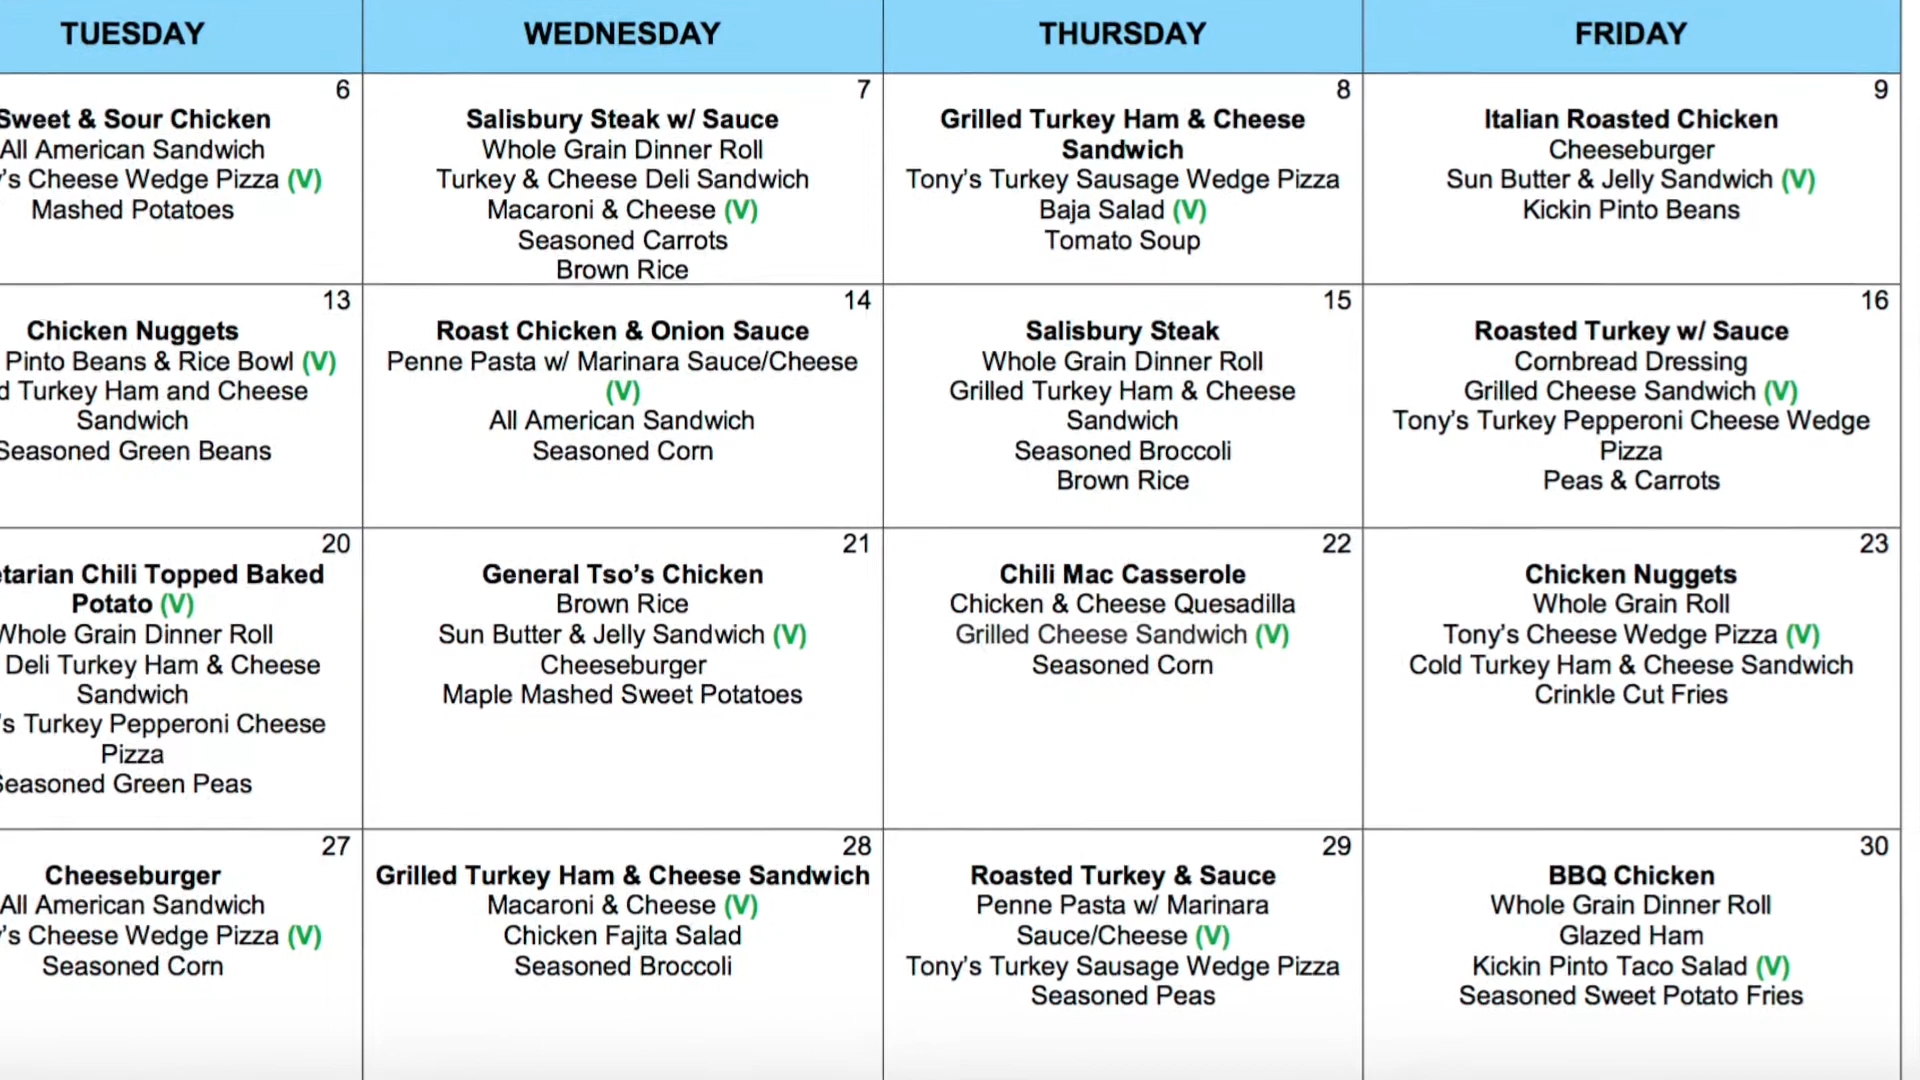 TUESDAY
WEDNESDAY
THURSDAY
FRIDAY
6
Sweet & Sour Chicken
All American Sandwich
's Cheese Wedge Pizza (V)
Mashed Potatoes
7
Salisbury Steak w/ Sauce
Whole Grain Dinner Roll
Turkey & Cheese Deli Sandwich
Macaroni & Cheese (V)
Seasoned Carrots
Brown Rice
8
Grilled Turkey Ham & Cheese
Sandwich
Tony's Turkey Sausage Wedge Pizza
Baja Salad (V)
Tomato Soup
9
Italian Roasted Chicken
Cheeseburger
Sun Butter & Jelly Sandwich (V)
Kickin Pinto Beans
13
Chicken Nuggets
Pinto Beans & Rice Bowl (V)
Turkey Ham and Cheese
Sandwich
Seasoned Green Beans
14
Roast Chicken & Onion Sauce
Penne Pasta w/ Marinara Sauce/Cheese
(V)
All American Sandwich
Seasoned Corn
15
Salisbury Steak
Whole Grain Dinner Roll
Grilled Turkey Ham & Cheese
Sandwich
Seasoned Broccoli
Brown Rice
16
Roasted Turkey w/ Sauce
Cornbread Dressing
Grilled Cheese Sandwich (V)
Tony's Turkey Pepperoni Cheese Wedge
Pizza
Peas & Carrots
20
etarian Chili Topped Baked
Potato (V)
Whole Grain Dinner Roll
Deli Turkey Ham & Cheese
Sandwich
's Turkey Pepperoni Cheese
Pizza
Seasoned Green Peas
21
General Tso's Chicken
Brown Rice
Sun Butter & Jelly Sandwich (V)
Cheeseburger
Maple Mashed Sweet Potatoes
22
Chili Mac Casserole
Chicken & Cheese Quesadilla
Grilled Cheese Sandwich (V)
Seasoned Corn
23
Chicken Nuggets
Whole Grain Roll
Tony's Cheese Wedge Pizza (V)
Cold Turkey Ham & Cheese Sandwich
Crinkle Cut Fries
27
Cheeseburger
All American Sandwich
's Cheese Wedge Pizza (V)
Seasoned Corn
28
Grilled Turkey Ham & Cheese Sandwich
Macaroni & Cheese (V)
Chicken Fajita Salad
Seasoned Broccoli
29
Roasted Turkey & Sauce
Penne Pasta w/ Marinara
Sauce/Cheese (V)
Tony's Turkey Sausage Wedge Pizza
Seasoned Peas
30
BBQ Chicken
Whole Grain Dinner Roll
Glazed Ham
Kickin Pinto Taco Salad (V)
Seasoned Sweet Potato Fries